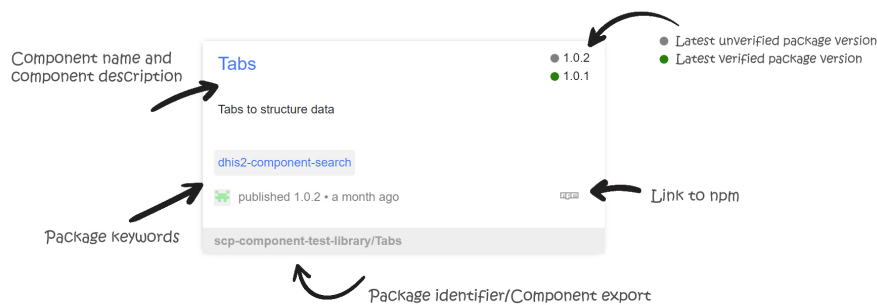 Component name and
component description
Tabs
1.0.2
1.0.1
Latest unverified package version
Latest verified package version
Tabs to structure data
dhis2-component-search
published 1.0.2 • a month ago
npm
Link to npm
Package keywords
scp-component-test-library/Tabs
Package identifier/Component export